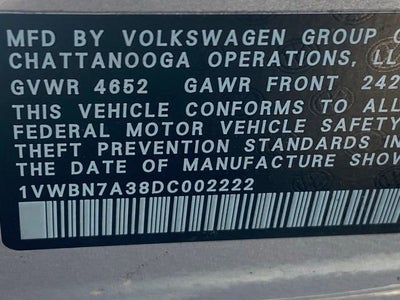 MFD BY VOLKSWAGEN GROUP O
CHATTANOOGA OPERATIONS, LL
GVWR 4652 GAWR FRONT 242
THIS VEHICLE CONFORMS TO ALL
FEDERAL MOTOR VEHICLE SAFETY
THEFT PREVENTION STANDARDS IN
THE DATE OF MANUFACTURE SHOW
1VWBN7A38DC002222